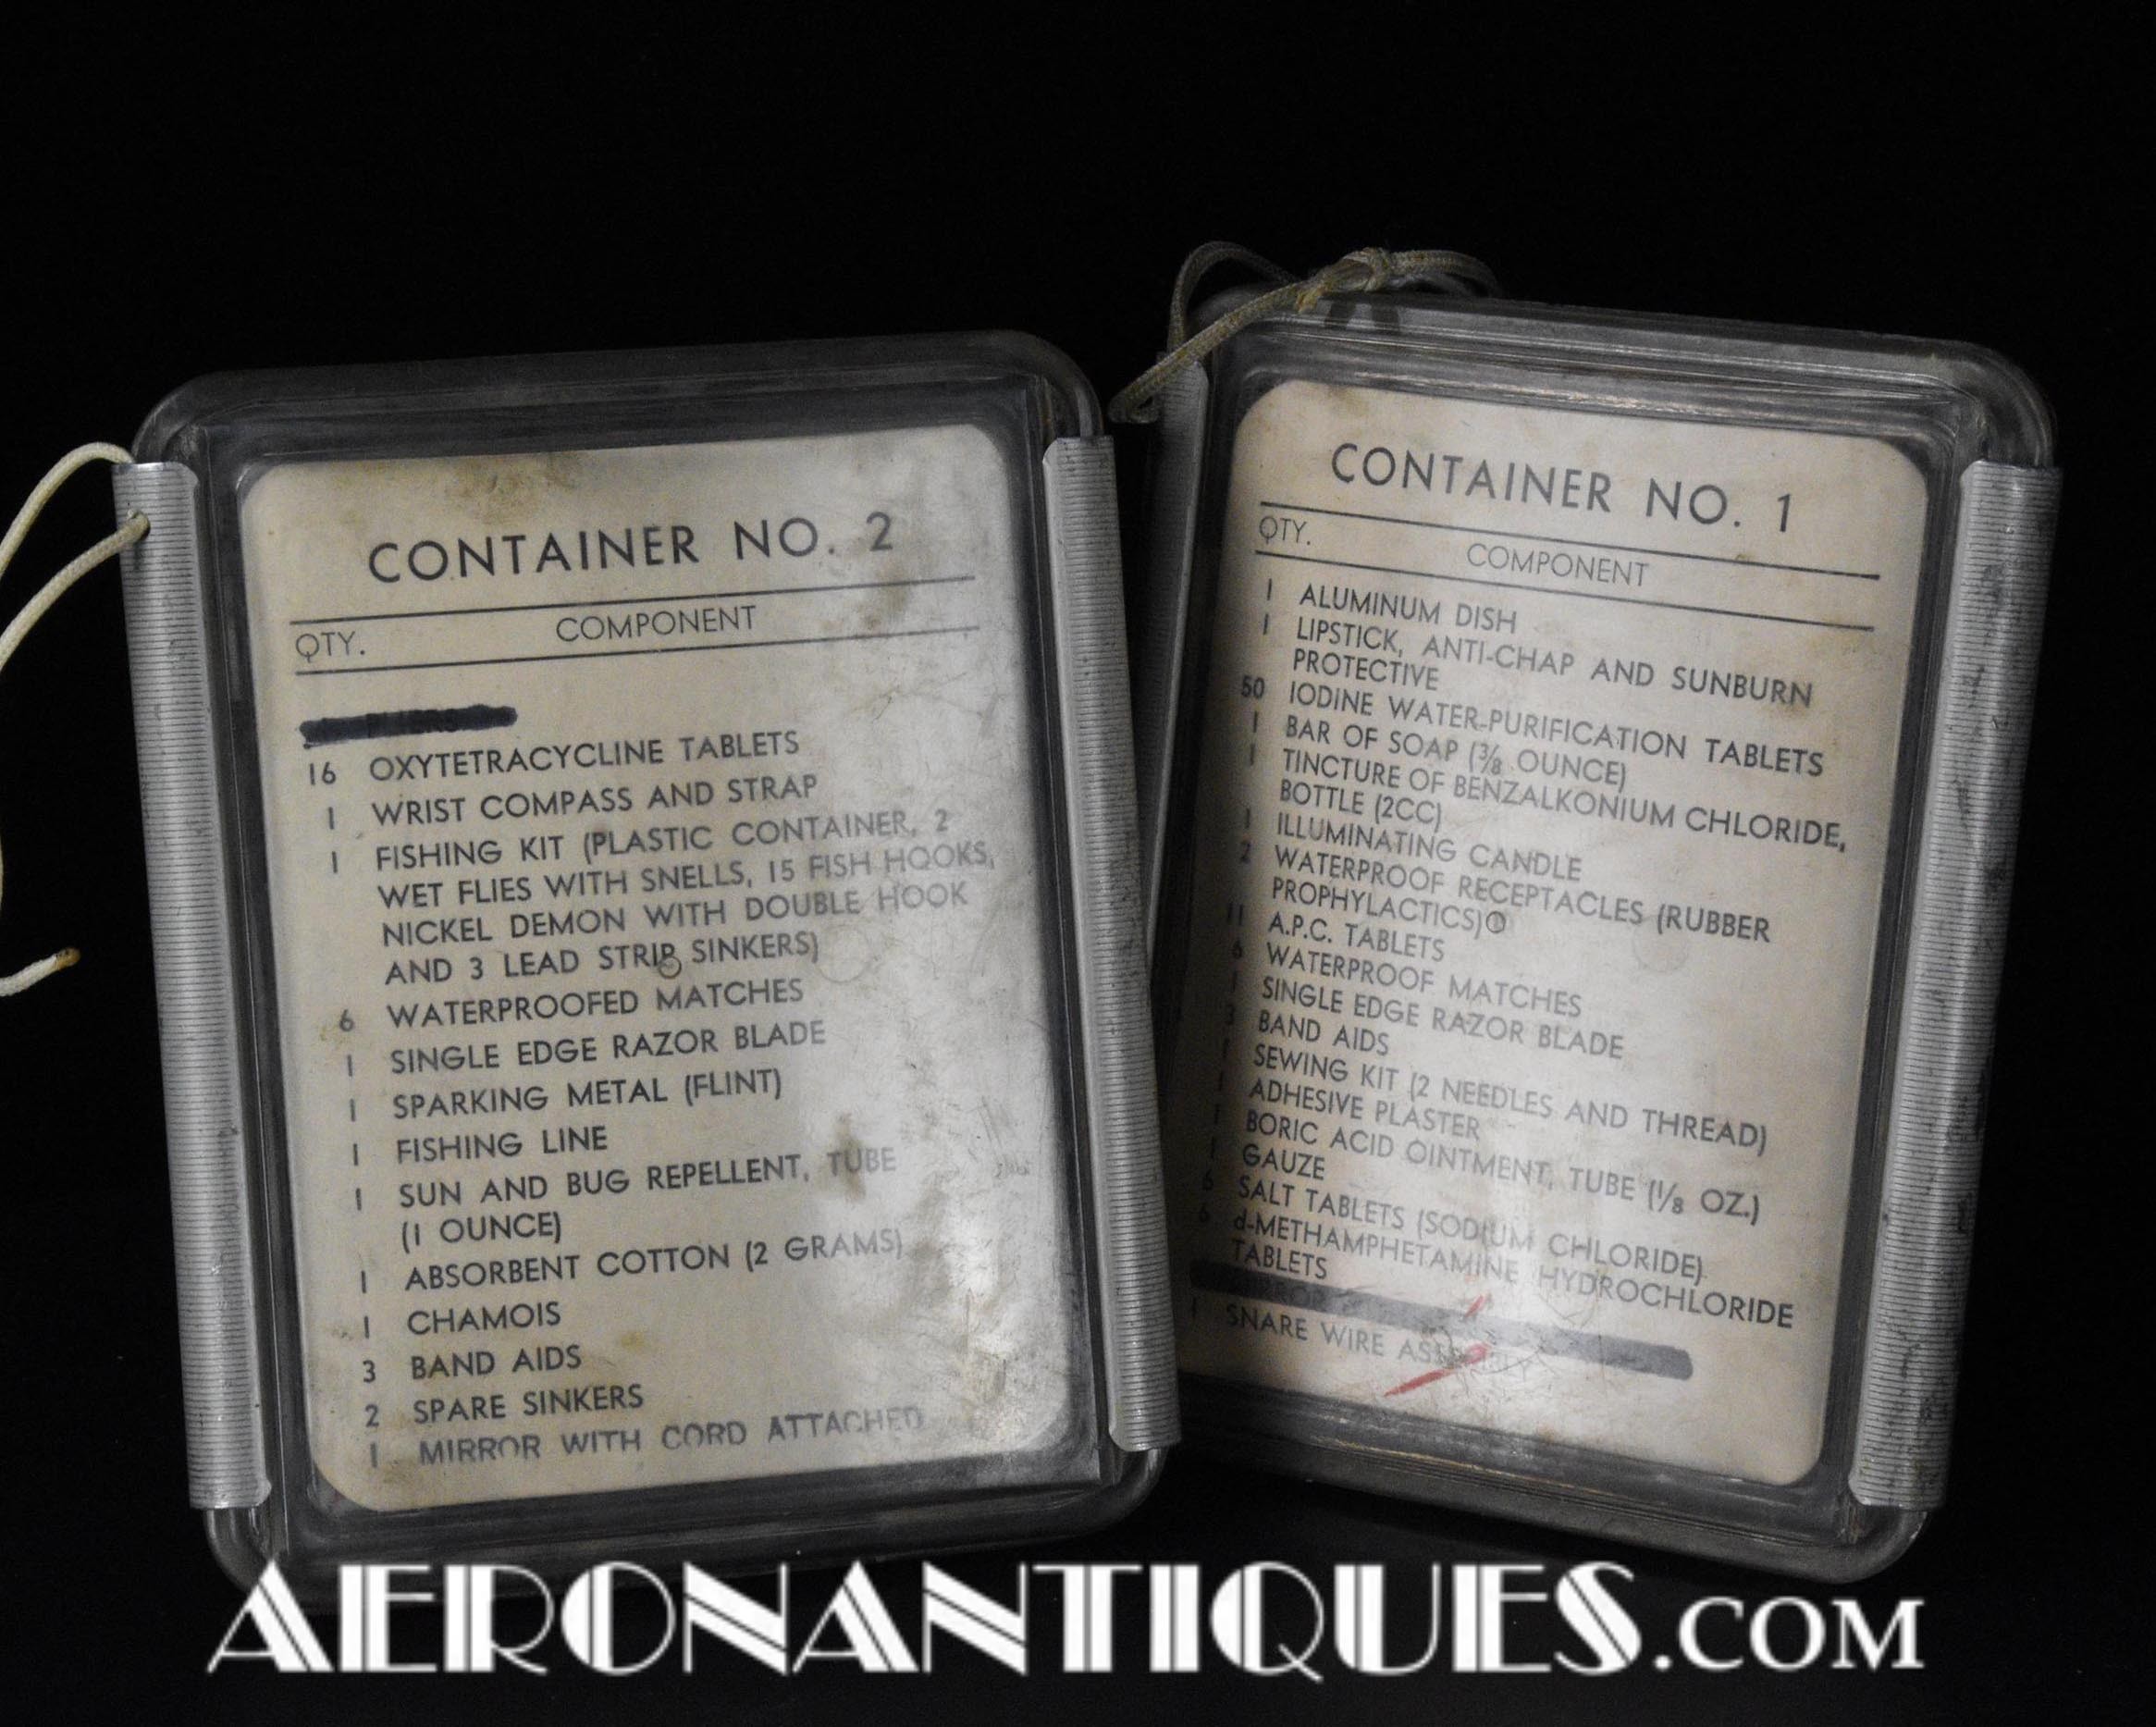 CONTAINER NO. 2
QTY. COMPONENT
16 OXYTETRACYCLINE TABLETS
1 WRIST COMPASS AND STRAP
1 FISHING KIT (PLASTIC CONTAINER, 2
WET FLIES WITH SNELLS, 15 FISH HOOKS,
NICKEL DEMON WITH DOUBLE HOOK
AND 3 LEAD STRIP SINKERS)
6 WATERPROOFED MATCHES
1 SINGLE EDGE RAZOR BLADE
1 SPARKING METAL (FLINT)
1 FISHING LINE
1 SUN AND BUG REPELLENT, TUBE
(1 OUNCE)
1 ABSORBENT COTTON (2 GRAMS)
1 CHAMOIS
3 BAND AIDS
2 SPARE SINKERS
1 MIRROR WITH CORD ATTACHED
CONTAINER NO. 1
QTY. COMPONENT
1 ALUMINUM DISH
1 LIPSTICK, ANTI-CHAP AND SUNBURN
PROTECTIVE
50 IODINE WATER-PURIFICATION TABLETS
1 BAR OF SOAP (⅜ OUNCE)
1 TINCTURE OF BENZALKONIUM CHLORIDE,
BOTTLE (2CC)
1 ILLUMINATING CANDLE
2 WATERPROOF RECEPTACLES (RUBBER
PROPHYLACTICS)
11 A.P.C. TABLETS
6 WATERPROOF MATCHES
1 SINGLE EDGE RAZOR BLADE
3 BAND AIDS
1 SEWING KIT (2 NEEDLES AND THREAD)
1 ADHESIVE PLASTER
1 BORIC ACID OINTMENT, TUBE (⅛ OZ.)
1 GAUZE
6 SALT TABLETS (SODIUM CHLORIDE)
6 d-METHAMPHETAMINE HYDROCHLORIDE
TABLETS
1 SNARE WIRE ASSEMBLY
AERONANTIQUES.COM